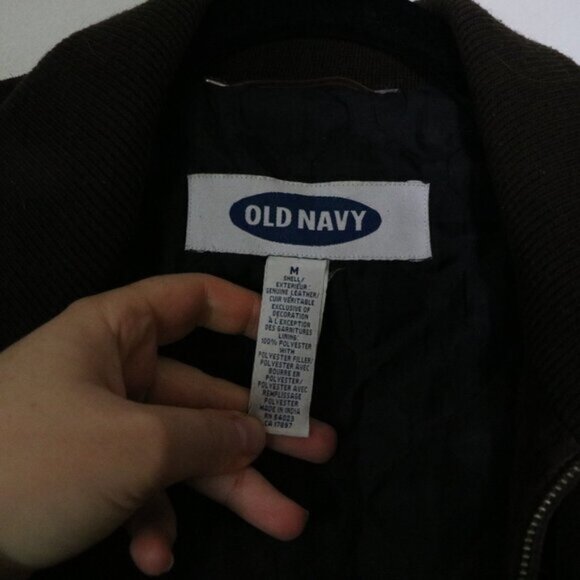 OLD NAVY
M
SHELL/
EXTERIEUR:
GENUINE LEATHER/
CUIR VÉRITABLE
EXCLUSIVE OF
DECORATION
À L'EXCEPTION
DES GARNITURES
LINING:
100% POLYESTER
WITH
POLYESTER FILLER/
POLYESTER AVEC
BOURRE EN
POLYESTER/
POLYESTER AVEC
REMPLISSAGE
POLYESTER
MADE IN INDIA
RN 54023
CA 17897